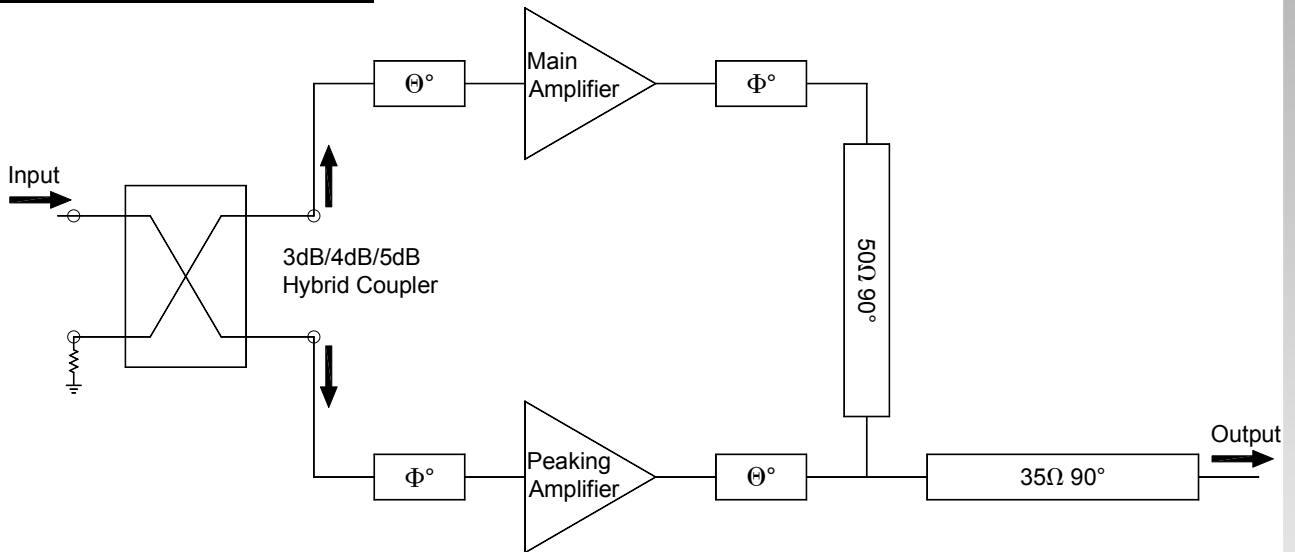 Θ°
Main
Amplifier
Φ°
Input
3dB/4dB/5dB
Hybrid Coupler
50Ω 90°
Φ°
Peaking
Amplifier
Θ°
35Ω 90°
Output